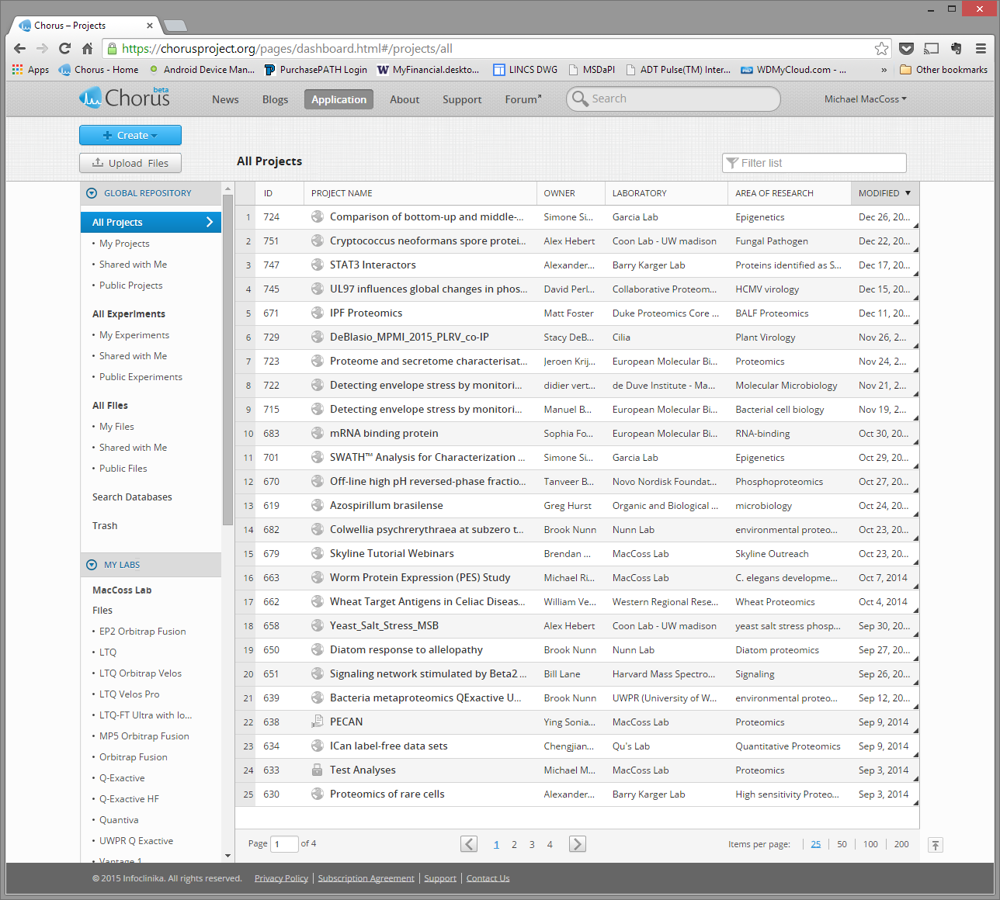 Chorus – Projects
https://chorusproject.org/pages/dashboard.html#/projects/all
Apps Chorus - Home Android Device Man... PurchasePATH Login MyFinancial.deskto... LINCS DWG MSDaPI ADT Pulse(TM) Inter... WDMyCloud.com - ... » Other bookmarks
Chorus beta News Blogs Application About Support Forum Search Michael MacCoss
+ Create
Upload Files
All Projects
Filter list
GLOBAL REPOSITORY
All Projects
• My Projects
• Shared with Me
• Public Projects
All Experiments
• My Experiments
• Shared with Me
• Public Experiments
All Files
• My Files
• Shared with Me
• Public Files
Search Databases
Trash
MY LABS
MacCoss Lab
Files
• EP2 Orbitrap Fusion
• LTQ
• LTQ Orbitrap Velos
• LTQ Velos Pro
• LTQ-FT Ultra with lo...
• MP5 Orbitrap Fusion
• Orbitrap Fusion
• Q-Exactive
• Q-Exactive HF
• Quantiva
• UWPR Q Exactive
• Vantage 1
ID PROJECT NAME OWNER LABORATORY AREA OF RESEARCH MODIFIED ▼
1 724 Comparison of bottom-up and middle-... Simone Si... Garcia Lab Epigenetics Dec 26, 20...
2 751 Cryptococcus neoformans spore protei... Alex Hebert Coon Lab - UW madison Fungal Pathogen Dec 22, 20...
3 747 STAT3 Interactors Alexander... Barry Karger Lab Proteins identified as S... Dec 17, 20...
4 745 UL97 influences global changes in phos... David Perl... Collaborative Proteom... HCMV virology Dec 15, 20...
5 671 IPF Proteomics Matt Foster Duke Proteomics Core ... BALF Proteomics Dec 11, 20...
6 729 DeBlasio_MPMI_2015_PLRV_co-IP Stacy DeB... Cilia Plant Virology Nov 26, 2...
7 723 Proteome and secretome characterisat... Jeroen Krij... European Molecular Bi... Proteomics Nov 24, 2...
8 722 Detecting envelope stress by monitori... didier vert... de Duve Institute - Ma... Molecular Microbiology Nov 21, 2...
9 715 Detecting envelope stress by monitori... Manuel B... European Molecular Bi... Bacterial cell biology Nov 19, 2...
10 683 mRNA binding protein Sophia Fo... European Molecular Bi... RNA-binding Oct 30, 20...
11 701 SWATH™ Analysis for Characterization ... Simone Si... Garcia Lab Epigenetics Oct 29, 20...
12 670 Off-line high pH reversed-phase fractio... Tanveer B... Novo Nordisk Foundat... Phosphoproteomics Oct 27, 20...
13 619 Azospirillum brasilense Greg Hurst Organic and Biological ... microbiology Oct 24, 20...
14 682 Colwellia psychrerythraea at subzero t... Brook Nunn Nunn Lab environmental proteo... Oct 23, 20...
15 679 Skyline Tutorial Webinars Brendan ... MacCoss Lab Skyline Outreach Oct 23, 20...
16 663 Worm Protein Expression (PES) Study Michael Ri... MacCoss Lab C. elegans developme... Oct 7, 2014
17 662 Wheat Target Antigens in Celiac Diseas... William Ve... Western Regional Rese... Wheat Proteomics Oct 4, 2014
18 658 Yeast_Salt_Stress_MSB Alex Hebert Coon Lab - UW madison yeast salt stress phosp... Sep 30, 20...
19 650 Diatom response to allelopathy Brook Nunn Nunn Lab Diatom proteomics Sep 27, 20...
20 651 Signaling network stimulated by Beta2 ... Bill Lane Harvard Mass Spectro... Signaling Sep 26, 20...
21 639 Bacteria metaproteomics QExactive U... Brook Nunn UWPR (University of W... environmental proteo... Sep 12, 20...
22 638 PECAN Ying Sonia... MacCoss Lab Proteomics Sep 9, 2014
23 634 ICan label-free data sets Chengjian... Qu's Lab Quantitative Proteomics Sep 9, 2014
24 633 Test Analyses Michael M... MacCoss Lab Proteomics Sep 3, 2014
25 630 Proteomics of rare cells Alexander... Barry Karger Lab High sensitivity Proteo... Sep 3, 2014
Page 1 of 4 1 2 3 4 Items per page: 25 50 100 200
© 2015 Infoclinika. All rights reserved. Privacy Policy Subscription Agreement Support Contact Us